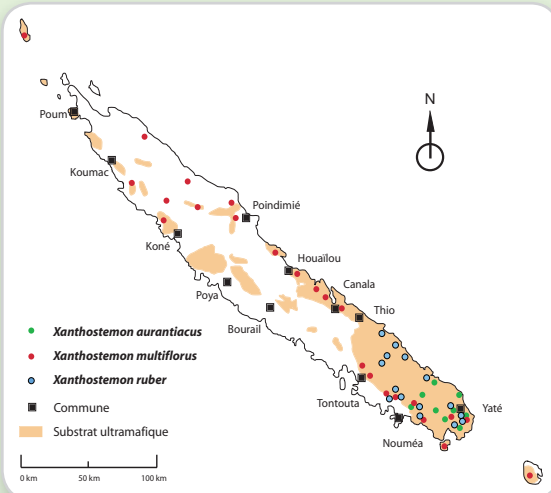 N
Poum
Koumac
Poindimié
Koné
Houaïlou
Poya
Canala
Bourail
Thio
Xanthostemon aurantiacus
Xanthostemon multiflorus
Xanthostemon ruber
Commune
Substrat ultramafique
Tontouta
Yaté
Nouméa
0 km 50 km 100 km